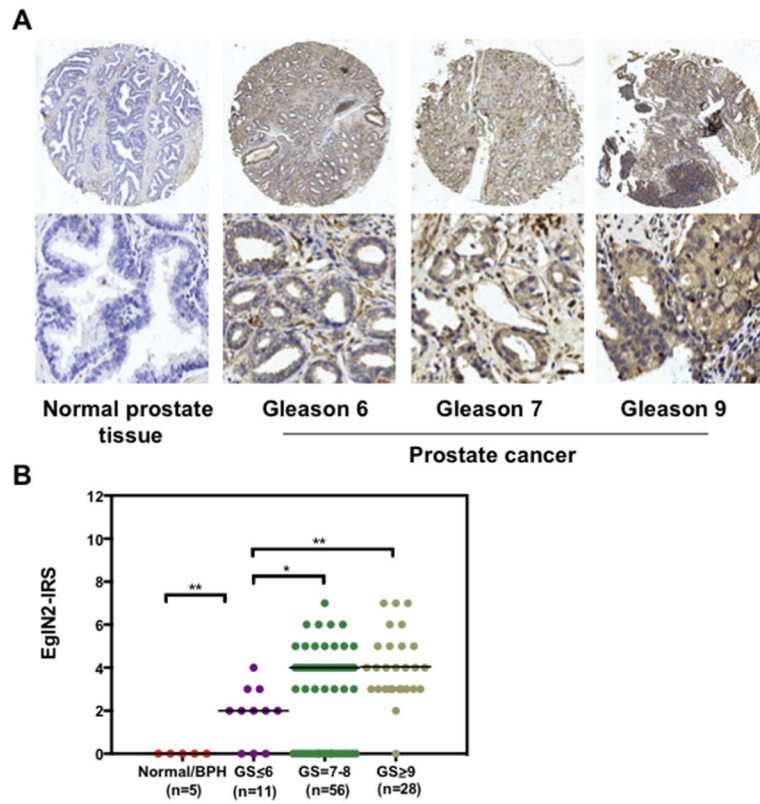 A
Normal prostate
tissue
Gleason 6
Gleason 7
Gleason 9
Prostate cancer
B
EglN2-IRS
12
10
8
6
4
2
0
**
*
**
Normal/BPH
(n=5)
GS≤6
(n=11)
GS=7-8
(n=56)
GS≥9
(n=28)